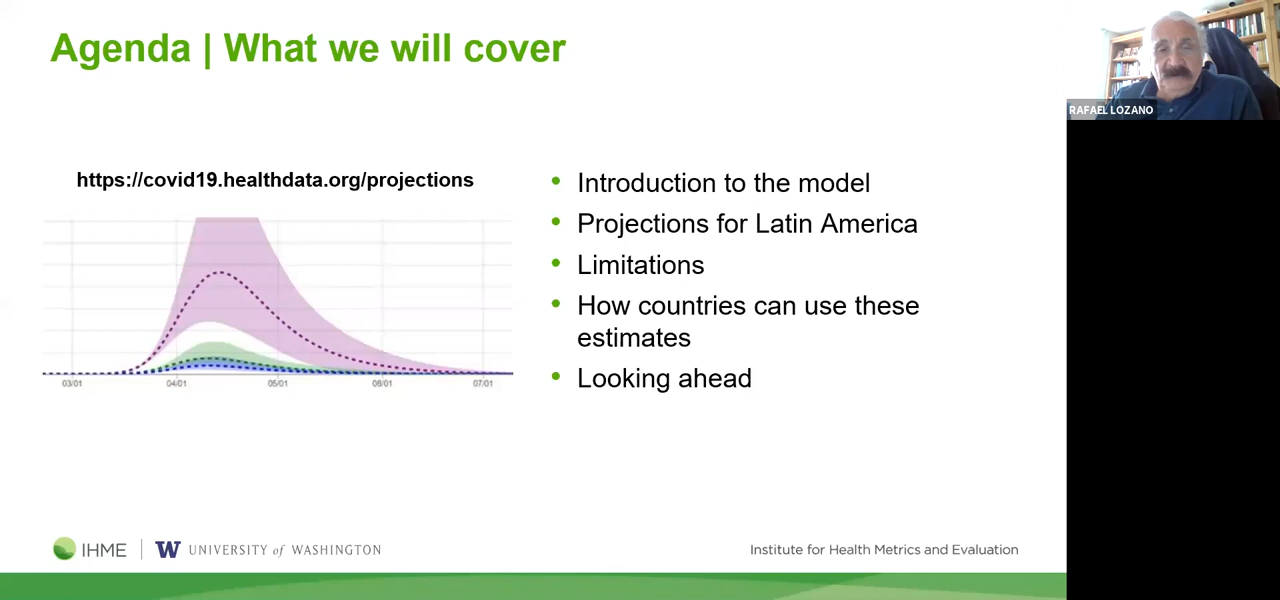 Agenda | What we will cover
RAFAEL LOZANO
https://covid19.healthdata.org/projections
03/01 04/01 05/01 06/01 07/01
• Introduction to the model
• Projections for Latin America
• Limitations
• How countries can use these
estimates
• Looking ahead
IHME | W UNIVERSITY of WASHINGTON
Institute for Health Metrics and Evaluation